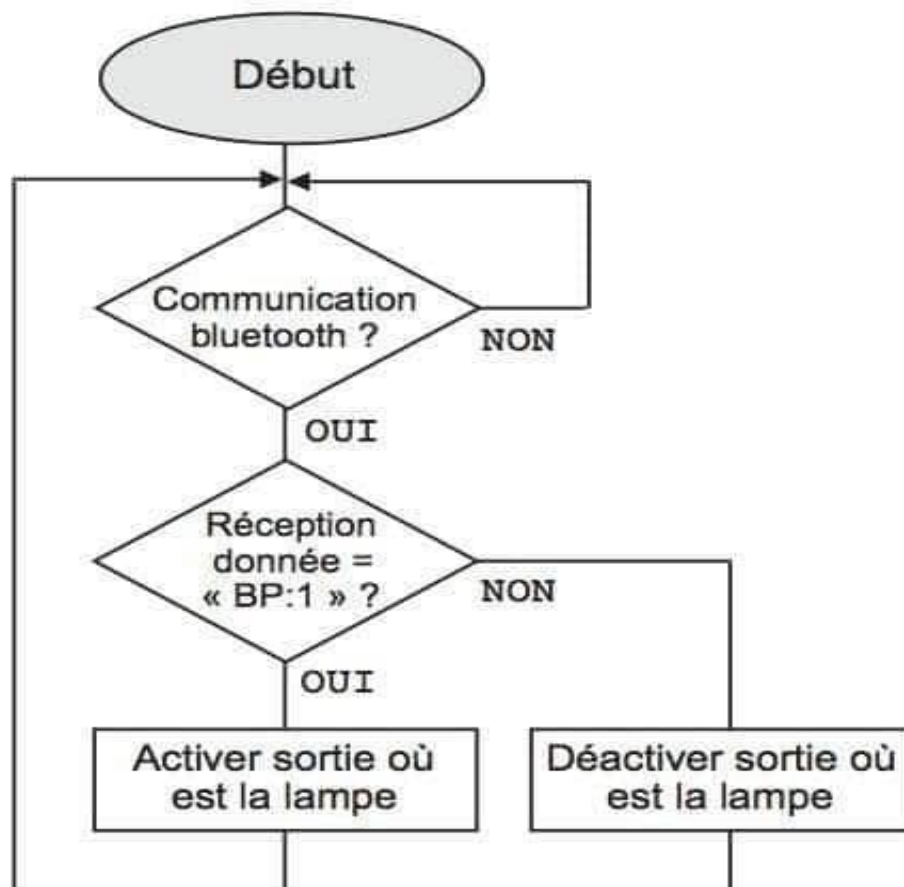 Début
Communication
bluetooth ?
NON
OUI
Réception
donnée =
« BP:1 » ?
NON
OUI
Activer sortie où
est la lampe
Déactiver sortie où
est la lampe